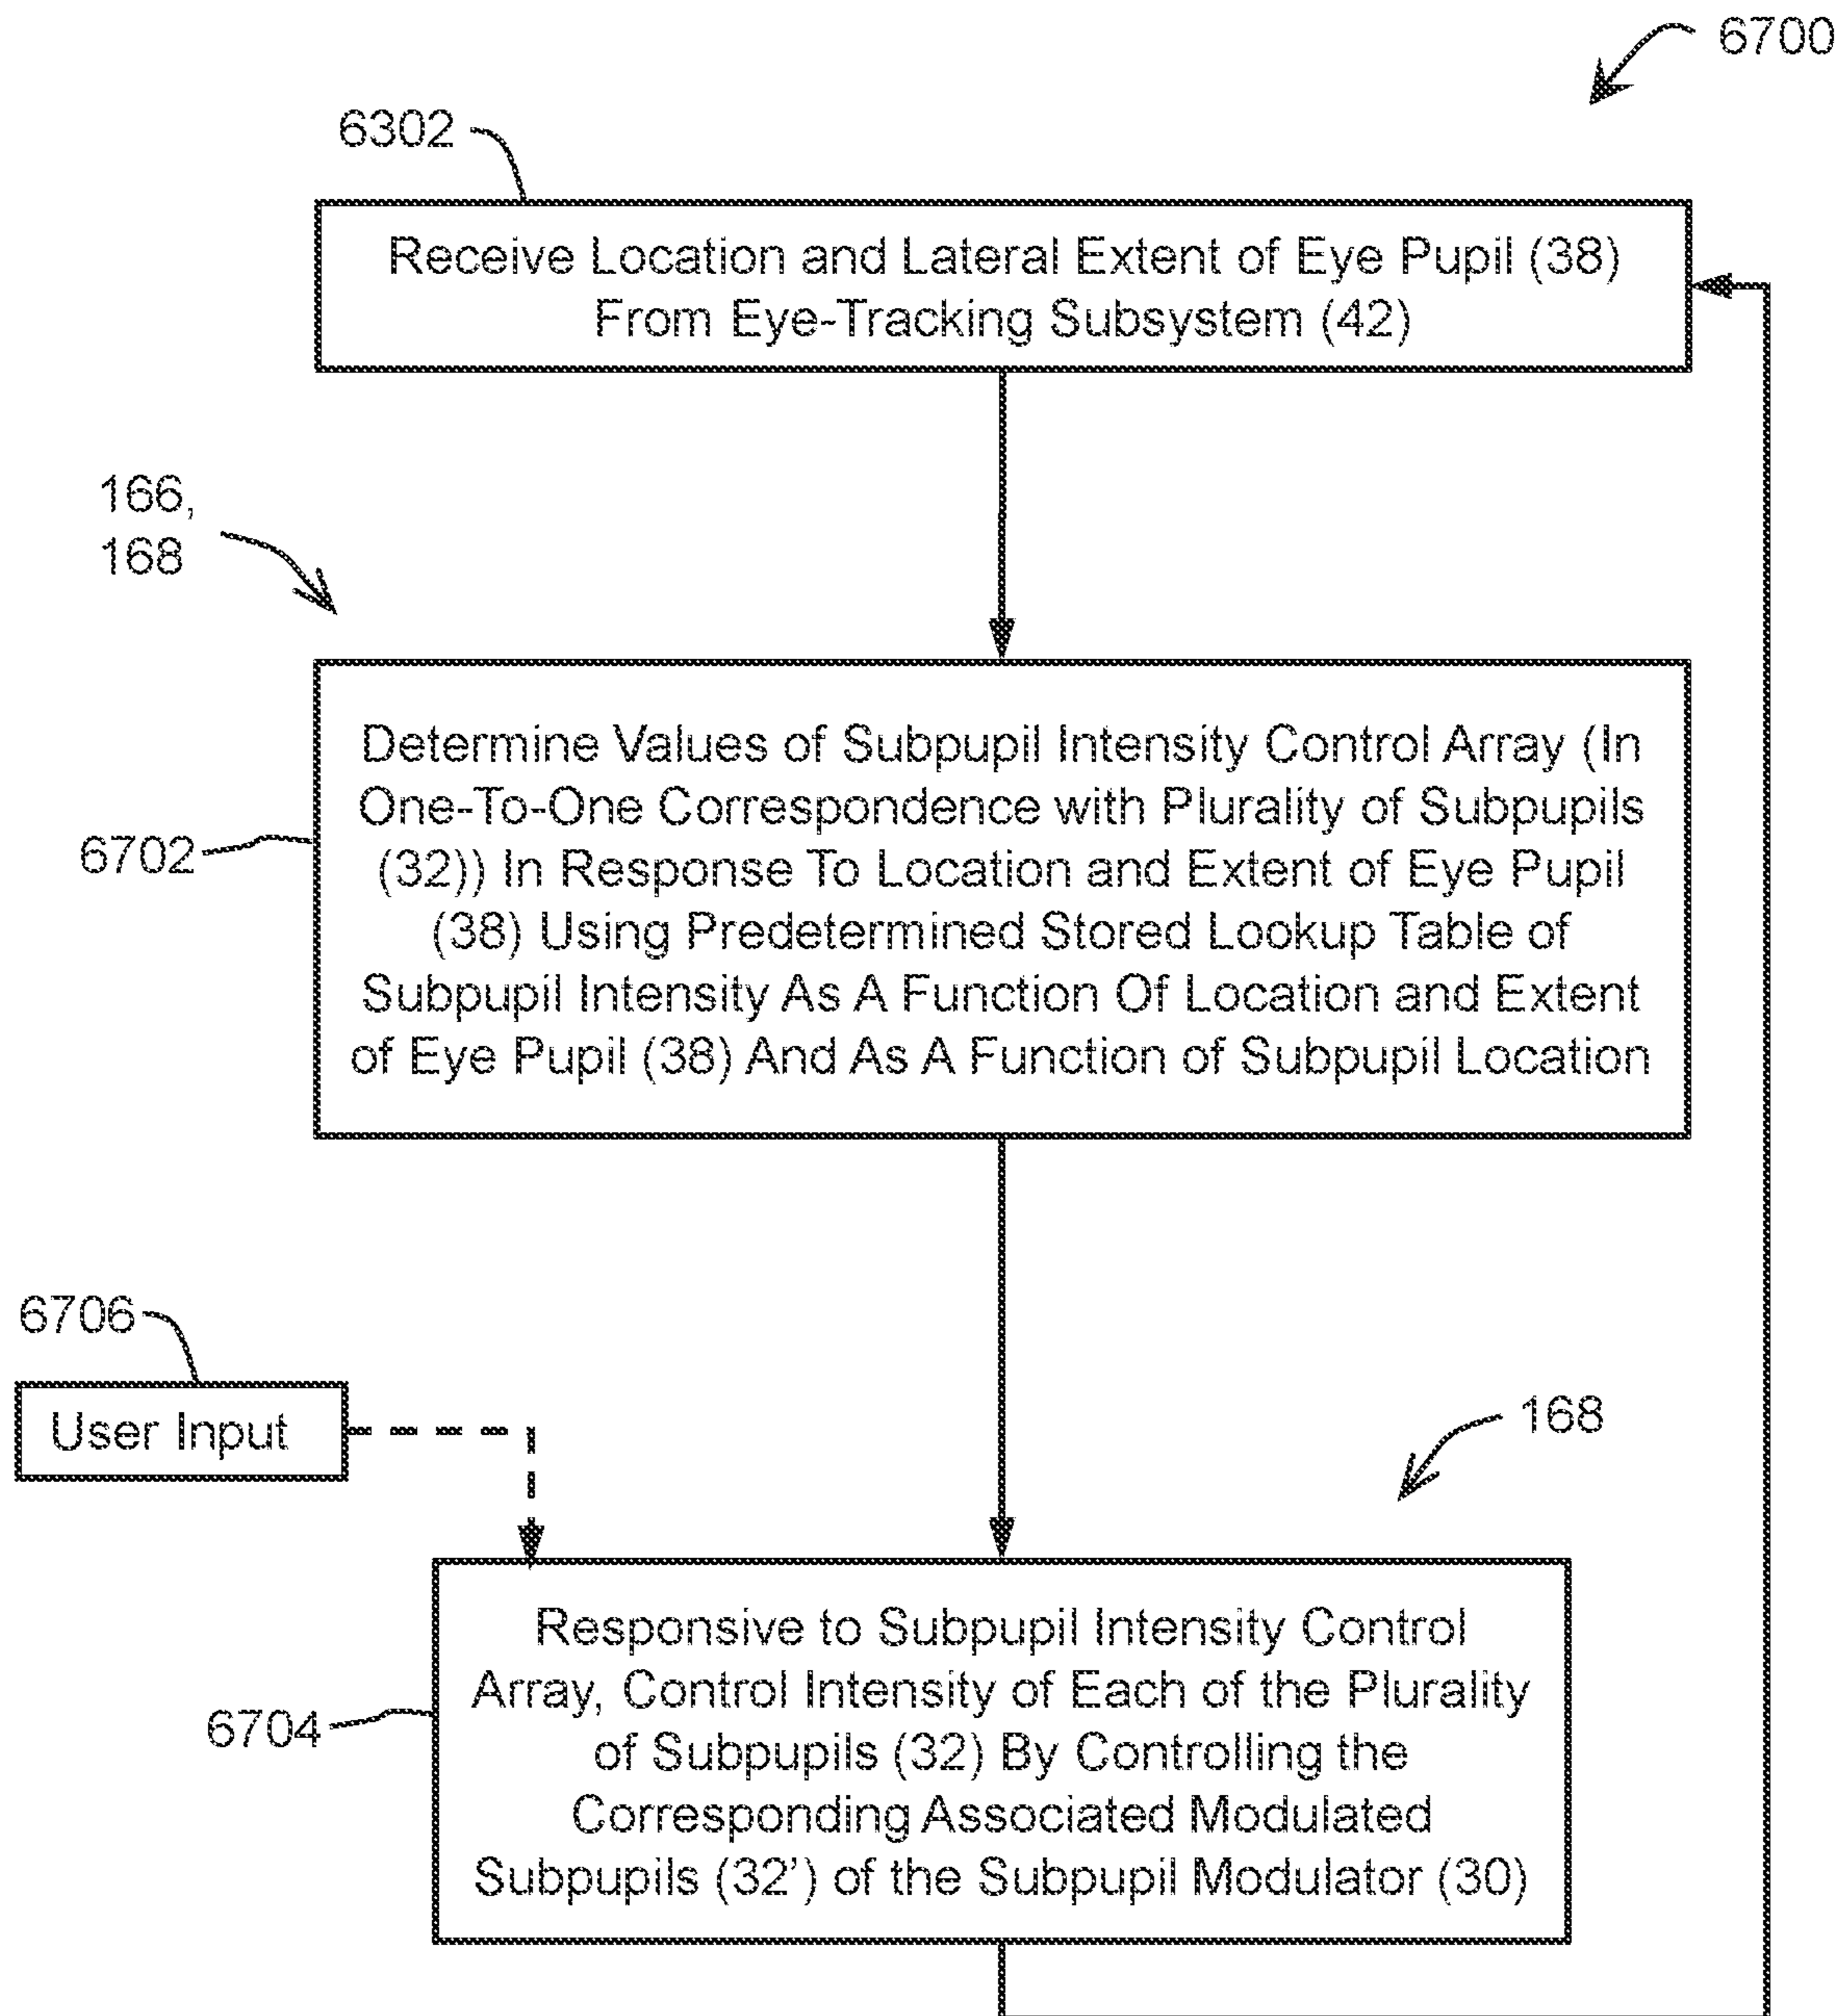 6700
6302
Receive Location and Lateral Extent of Eye Pupil (38)
From Eye-Tracking Subsystem (42)
166,
168
Determine Values of Subpupil Intensity Control Array (In
One-To-One Correspondence with Plurality of Subpupils
(32)) In Response To Location and Extent of Eye Pupil
(38) Using Predetermined Stored Lookup Table of
Subpupil Intensity As A Function Of Location and Extent
of Eye Pupil (38) And As A Function of Subpupil Location
6702
6706
User Input
168
Responsive to Subpupil Intensity Control
Array, Control Intensity of Each of the Plurality
of Subpupils (32) By Controlling the
Corresponding Associated Modulated
Subpupils (32') of the Subpupil Modulator (30)
6704